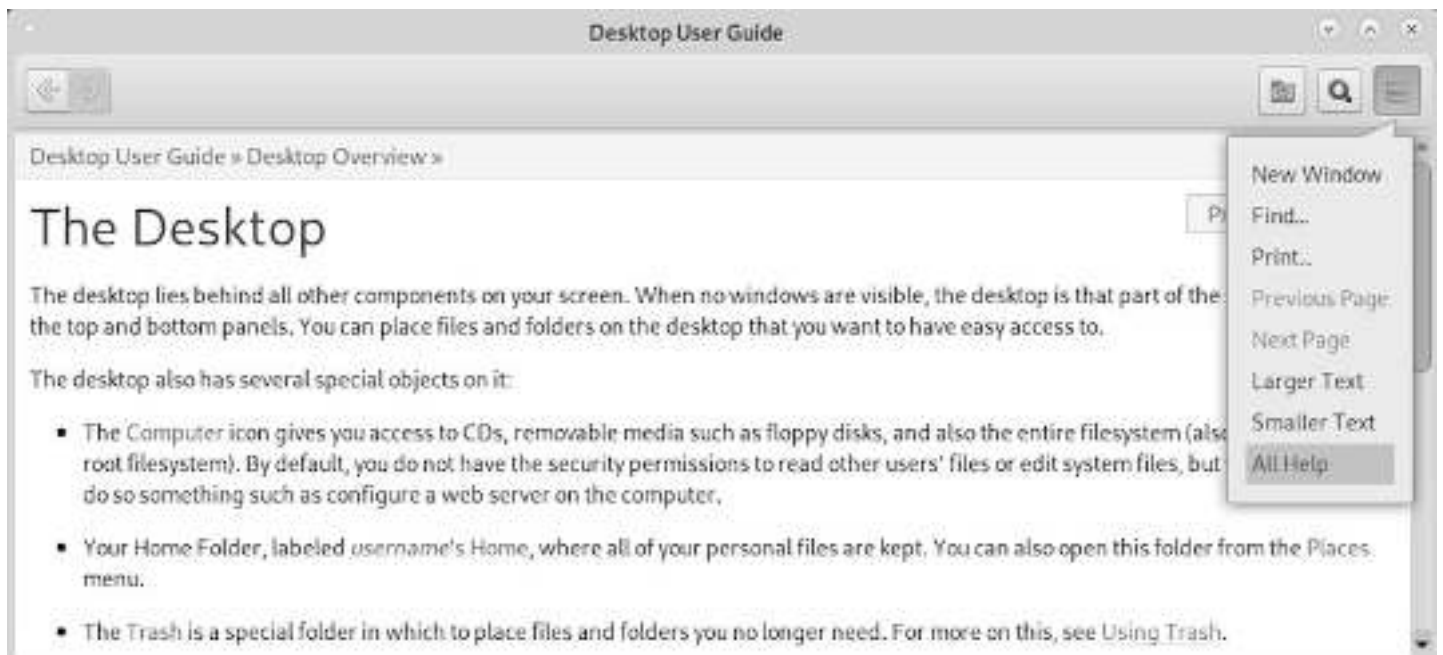 Desktop User Guide
Desktop User Guide » Desktop Overview »
The Desktop
The desktop lies behind all other components on your screen. When no windows are visible, the desktop is that part of the
the top and bottom panels. You can place files and folders on the desktop that you want to have easy access to.
The desktop also has several special objects on it:
▪ The Computer icon gives you access to CDs, removable media such as floppy disks, and also the entire filesystem (also
root filesystem). By default, you do not have the security permissions to read other users' files or edit system files, but
do so something such as configure a web server on the computer.
▪ Your Home Folder, labeled username's Home, where all of your personal files are kept. You can also open this folder from the Places
menu.
▪ The Trash is a special folder in which to place files and folders you no longer need. For more on this, see Using Trash.
New Window
Find...
Print...
Previous Page
Next Page
Larger Text
Smaller Text
All Help